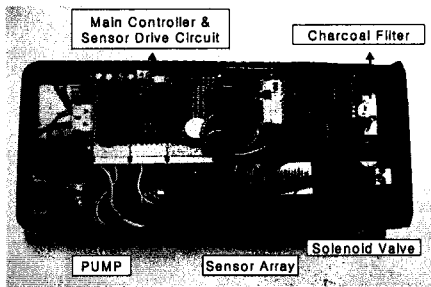 Main Controller &
Sensor Drive Circuit
Charcoal Filter
Solenoid Valve
PUMP
Sensor Array